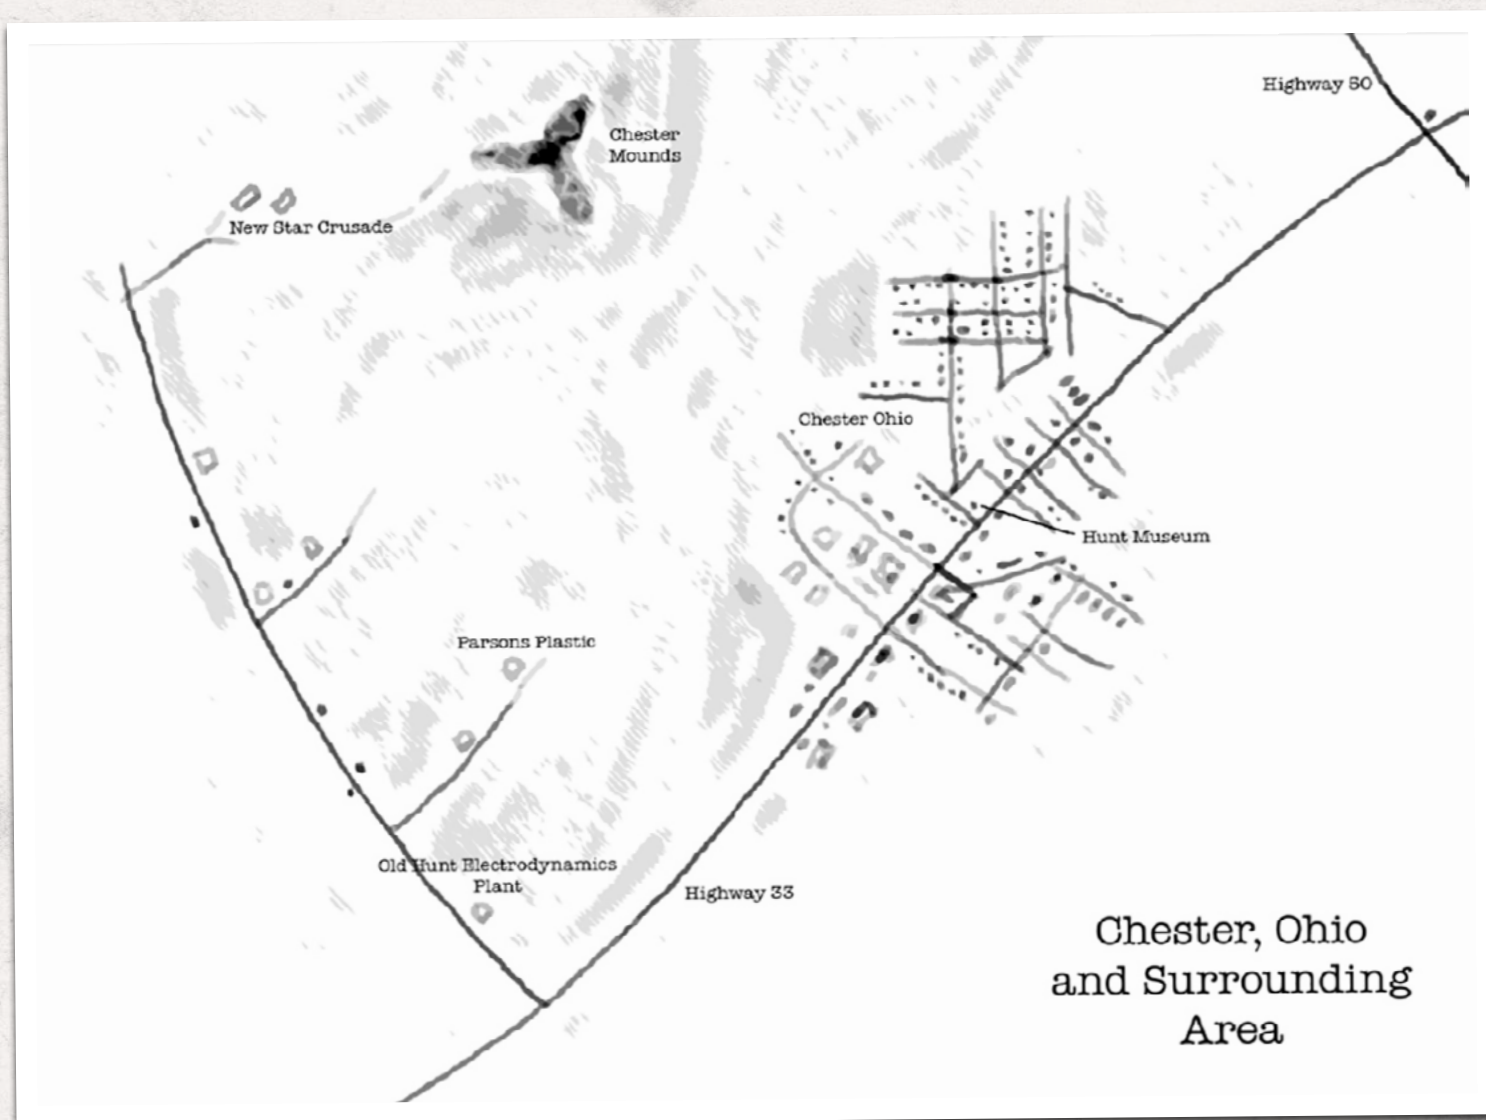 Highway 50
Chester
Mounds
New Star Crusade
Chester Ohio
Hunt Museum
Parsons Plastic
Old Hunt Electrodynamics
Plant
Highway 33
Chester, Ohio
and Surrounding
Area